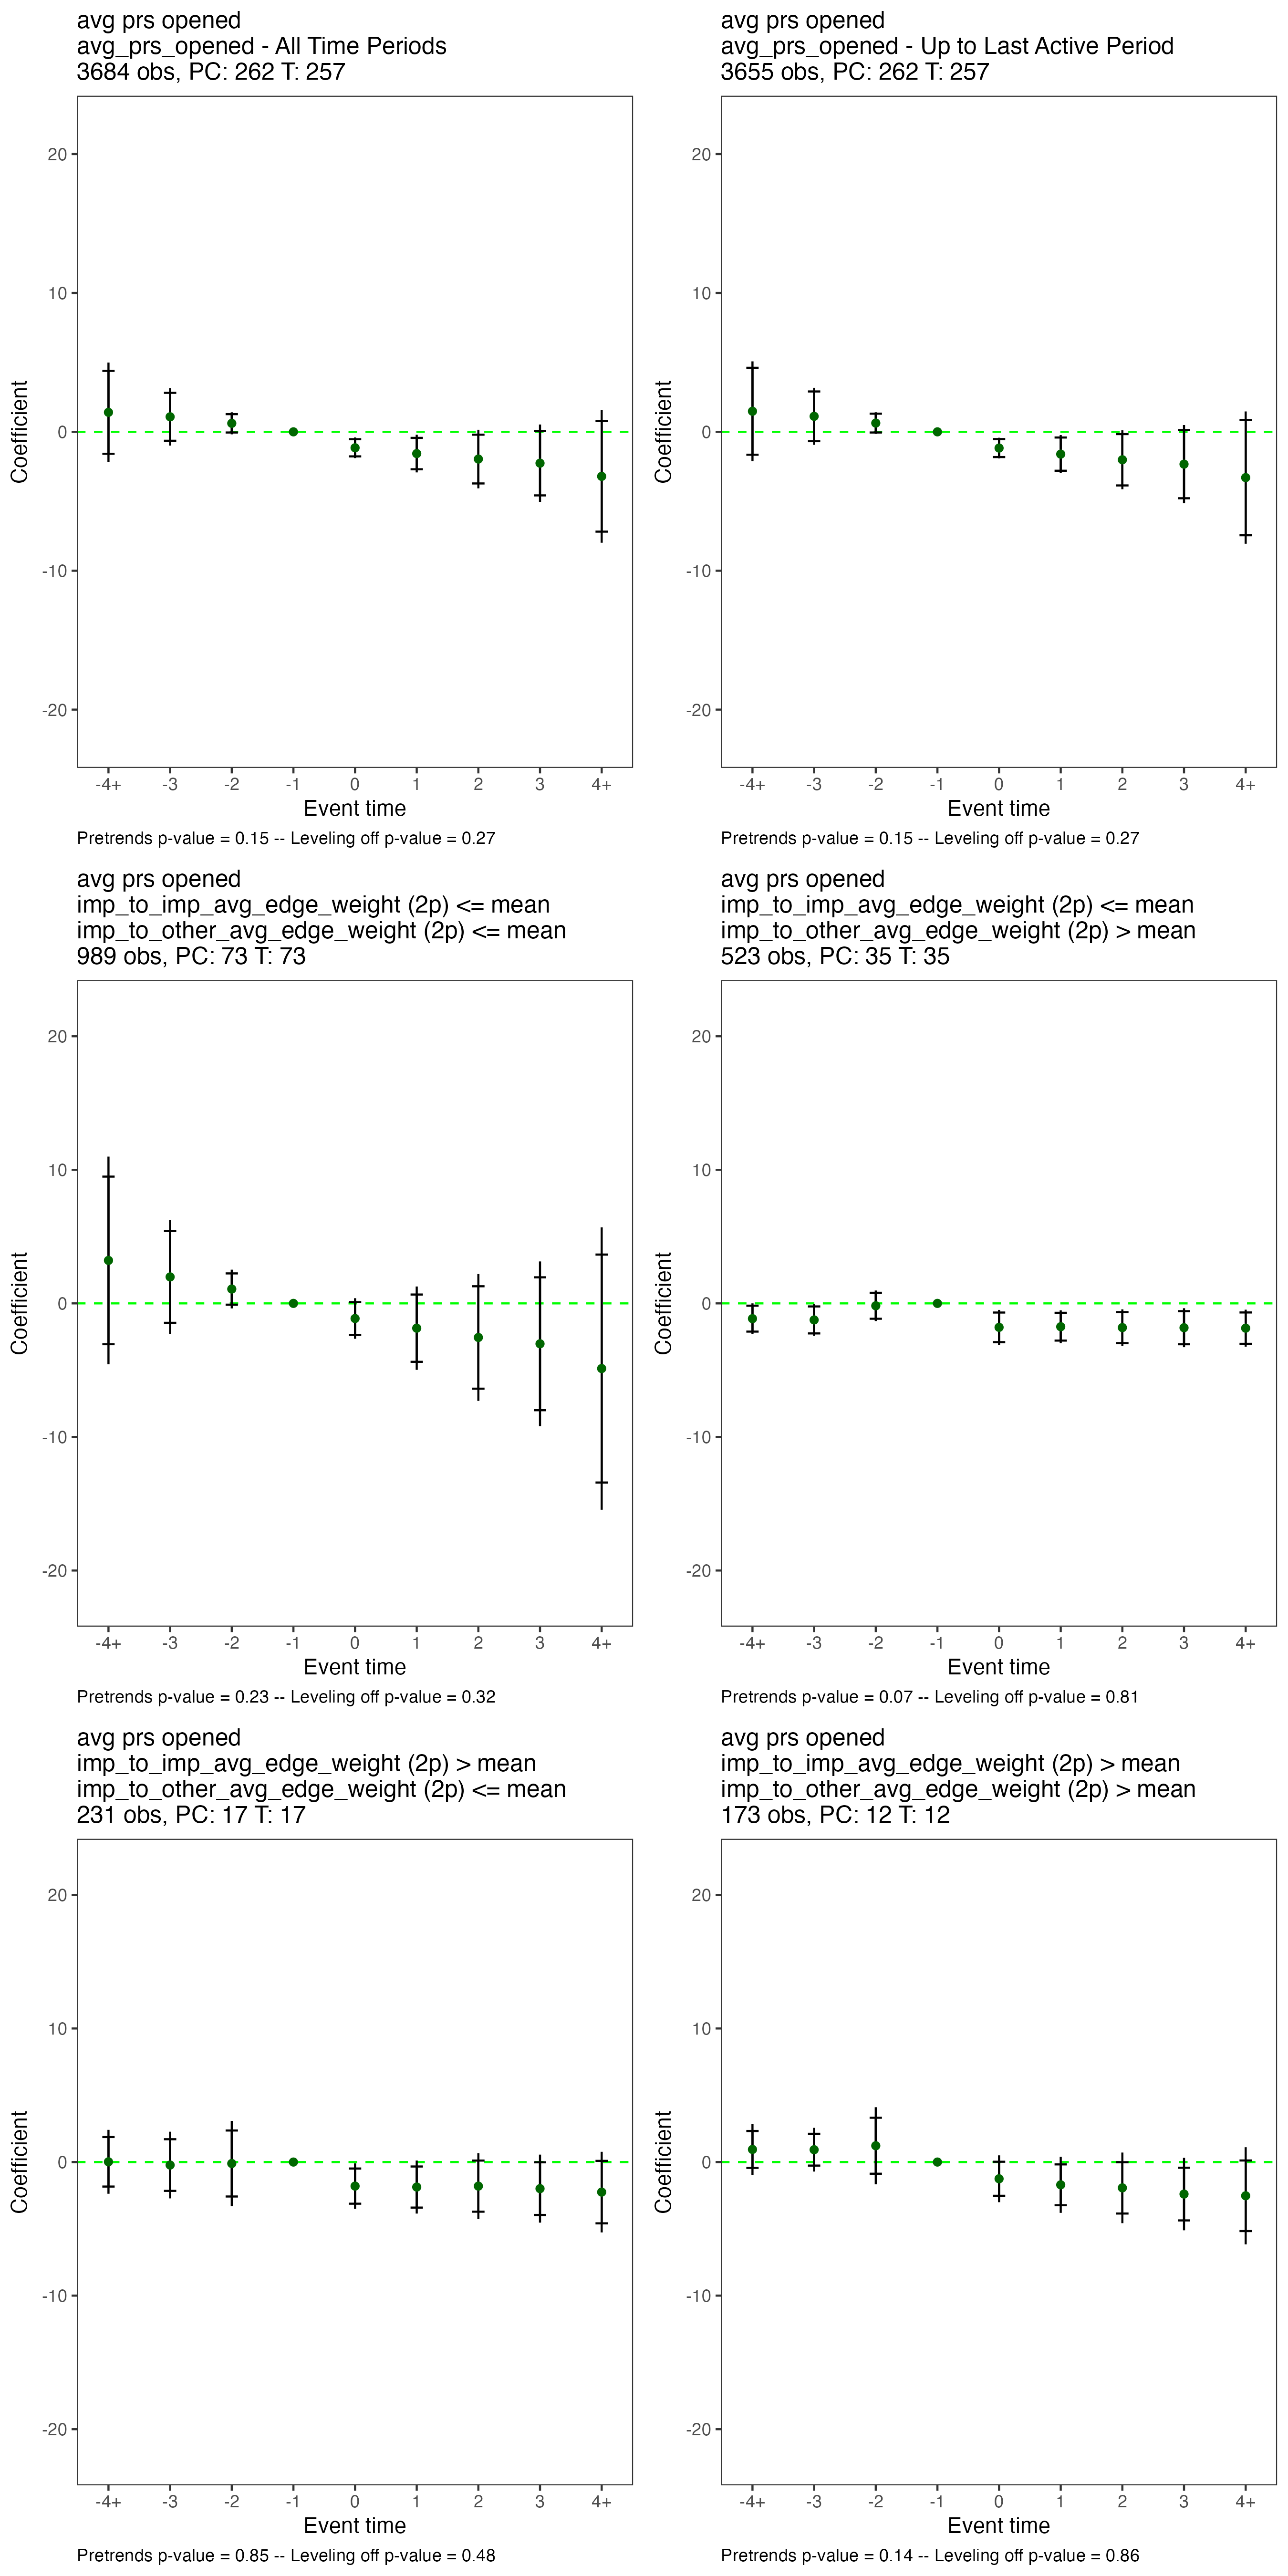 avg prs opened
avg_prs_opened - All Time Periods
3684 obs, PC: 262 T: 257
20
10
0
-10
-20
Coefficient
-4+ -3 -2 -1 0 1 2 3 4+
Event time
Pretrends p-value = 0.15 -- Leveling off p-value = 0.27
avg prs opened
avg_prs_opened - Up to Last Active Period
3655 obs, PC: 262 T: 257
20
10
0
-10
-20
Coefficient
-4+ -3 -2 -1 0 1 2 3 4+
Event time
Pretrends p-value = 0.15 -- Leveling off p-value = 0.27
avg prs opened
imp_to_imp_avg_edge_weight (2p) <= mean
imp_to_other_avg_edge_weight (2p) <= mean
989 obs, PC: 73 T: 73
20
10
0
-10
-20
Coefficient
-4+ -3 -2 -1 0 1 2 3 4+
Event time
Pretrends p-value = 0.23 -- Leveling off p-value = 0.32
avg prs opened
imp_to_imp_avg_edge_weight (2p) <= mean
imp_to_other_avg_edge_weight (2p) > mean
523 obs, PC: 35 T: 35
20
10
0
-10
-20
Coefficient
-4+ -3 -2 -1 0 1 2 3 4+
Event time
Pretrends p-value = 0.07 -- Leveling off p-value = 0.81
avg prs opened
imp_to_imp_avg_edge_weight (2p) > mean
imp_to_other_avg_edge_weight (2p) <= mean
231 obs, PC: 17 T: 17
20
10
0
-10
-20
Coefficient
-4+ -3 -2 -1 0 1 2 3 4+
Event time
Pretrends p-value = 0.85 -- Leveling off p-value = 0.48
avg prs opened
imp_to_imp_avg_edge_weight (2p) > mean
imp_to_other_avg_edge_weight (2p) > mean
173 obs, PC: 12 T: 12
20
10
0
-10
-20
Coefficient
-4+ -3 -2 -1 0 1 2 3 4+
Event time
Pretrends p-value = 0.14 -- Leveling off p-value = 0.86